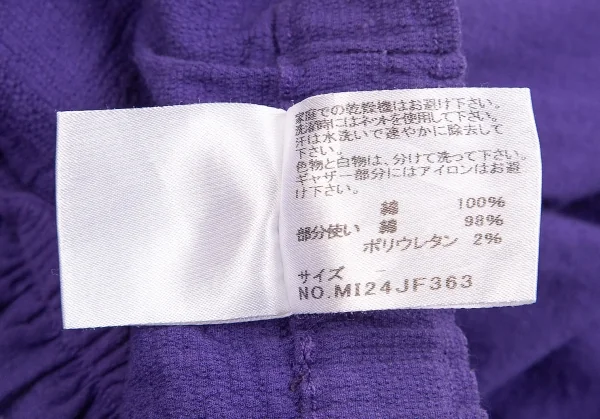 家庭での乾燥機はお避け下さい。
洗濯時にはネットを使用して下さい。
汗は水洗いで速やかに除去して
下さい。
色物と白物は、分けて洗って下さい。
ギャザー部分にはアイロンはお避
け下さい。
綿 100%
部分使い 綿 98%
ポリウレタン 2%
サイズ
NO.MI24JF363